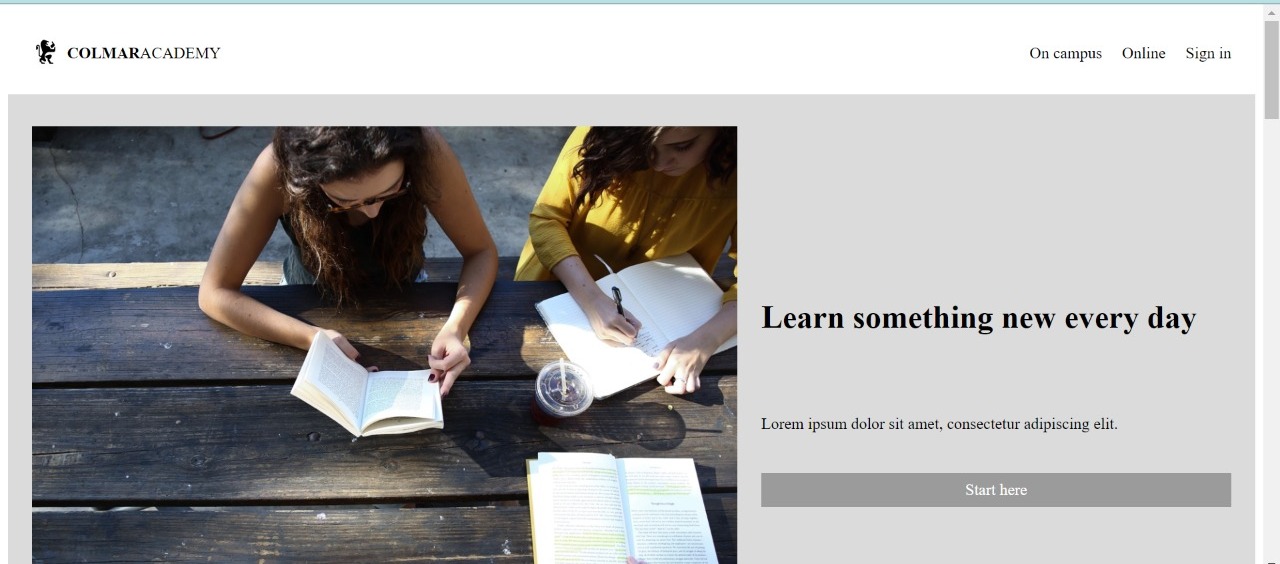 COLMARACADEMY
On campus Online Sign in
Learn something new every day
Lorem ipsum dolor sit amet, consectetur adipiscing elit.
Start here